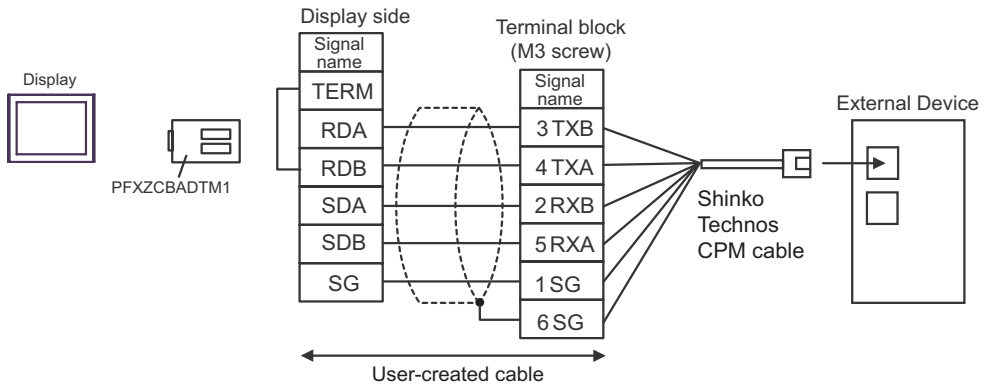 Display
PFXZCBADTM1
Display side
Signal
name
TERM
RDA
RDB
SDA
SDB
SG
Terminal block
(M3 screw)
Signal
name
3 TXB
4 TXA
2 RXB
5 RXA
1 SG
6 SG
Shinko
Technos
CPM cable
External Device
User-created cable